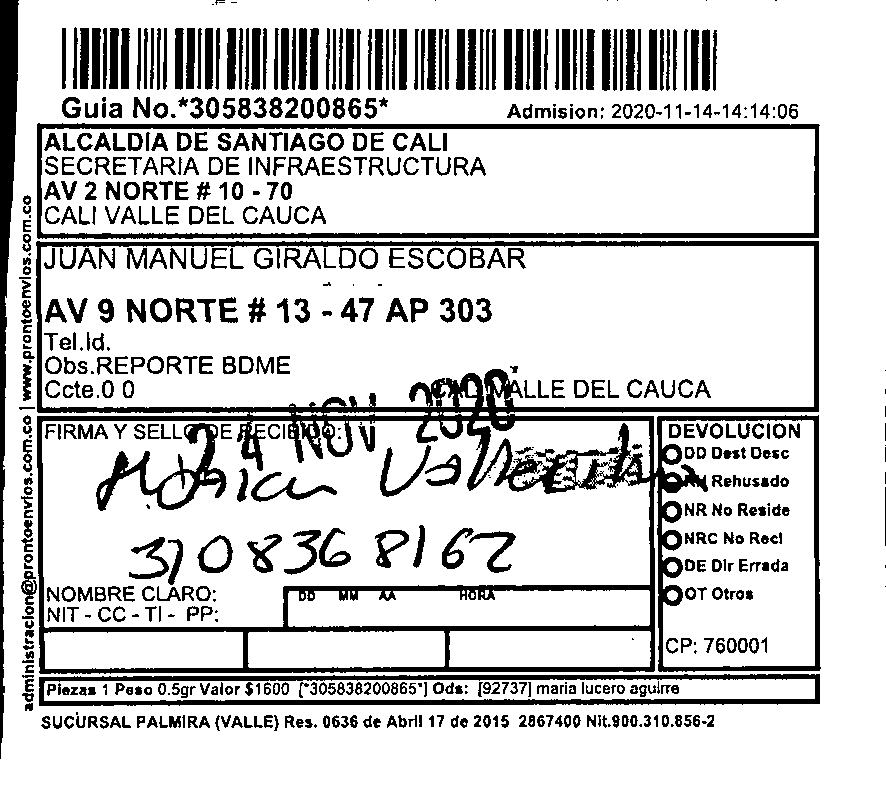 Guia No.*305838200865*
Admision: 2020-11-14-14:14:06
ALCALDIA DE SANTIAGO DE CALI
SECRETARIA DE INFRAESTRUCTURA
AV 2 NORTE # 10 - 70
CALI VALLE DEL CAUCA
JUAN MANUEL GIRALDO ESCOBAR
AV 9 NORTE # 13 - 47 AP 303
Tel.Id.
Obs.REPORTE BDME
Ccte.0 0
CALI VALLE DEL CAUCA
24 NOV 2020
FIRMA Y SELLO DE RECIBIDO:
3108368162
NOMBRE CLARO:
NIT - CC - TI - PP:
DD MM AA HORA
DEVOLUCION
DD Dest Desc
RH Rehusado
NR No Reside
NRC No Recl
DE Dir Errada
OT Otros
CP: 760001
Piezas 1 Peso 0.5gr Valor $1600 [*305838200865*] Ods: [92737] maria lucero aguirre
SUCURSAL PALMIRA (VALLE) Res. 0636 de Abril 17 de 2015 2867400 Nit.900.310.856-2
administracion@prontoenvios.com.co | www.prontoenvios.com.co